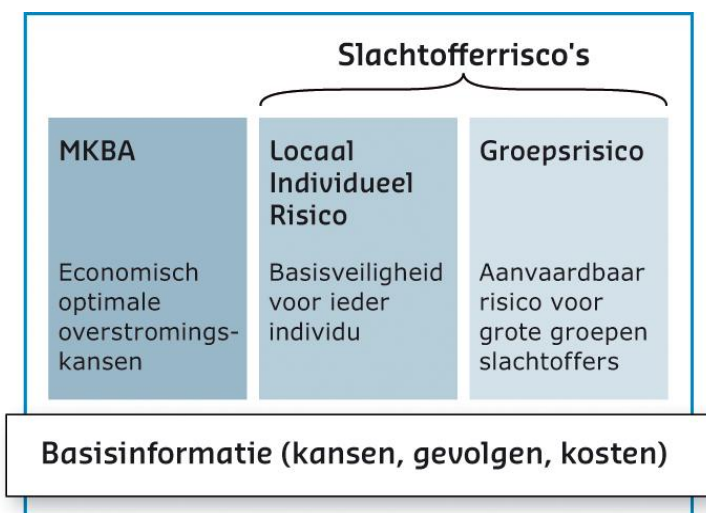 Slachtofferrisco's
MKBA
Economisch
optimale
overstromings-
kansen
Locaal
Individueel
Risico
Basisveiligheid
voor ieder
individu
Groepsrisico
Aanvaardbaar
risico voor
grote groepen
slachtoffers
Basisinformatie (kansen, gevolgen, kosten)